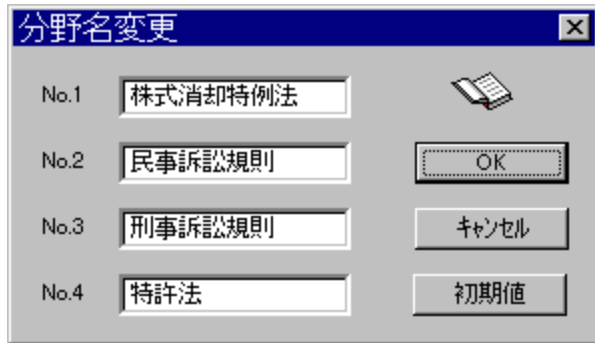 分野名変更
No.1 株式消却特例法
No.2 民事訴訟規則 OK
No.3 刑事訴訟規則 ｷｬﾝｾﾙ
No.4 特許法 初期値